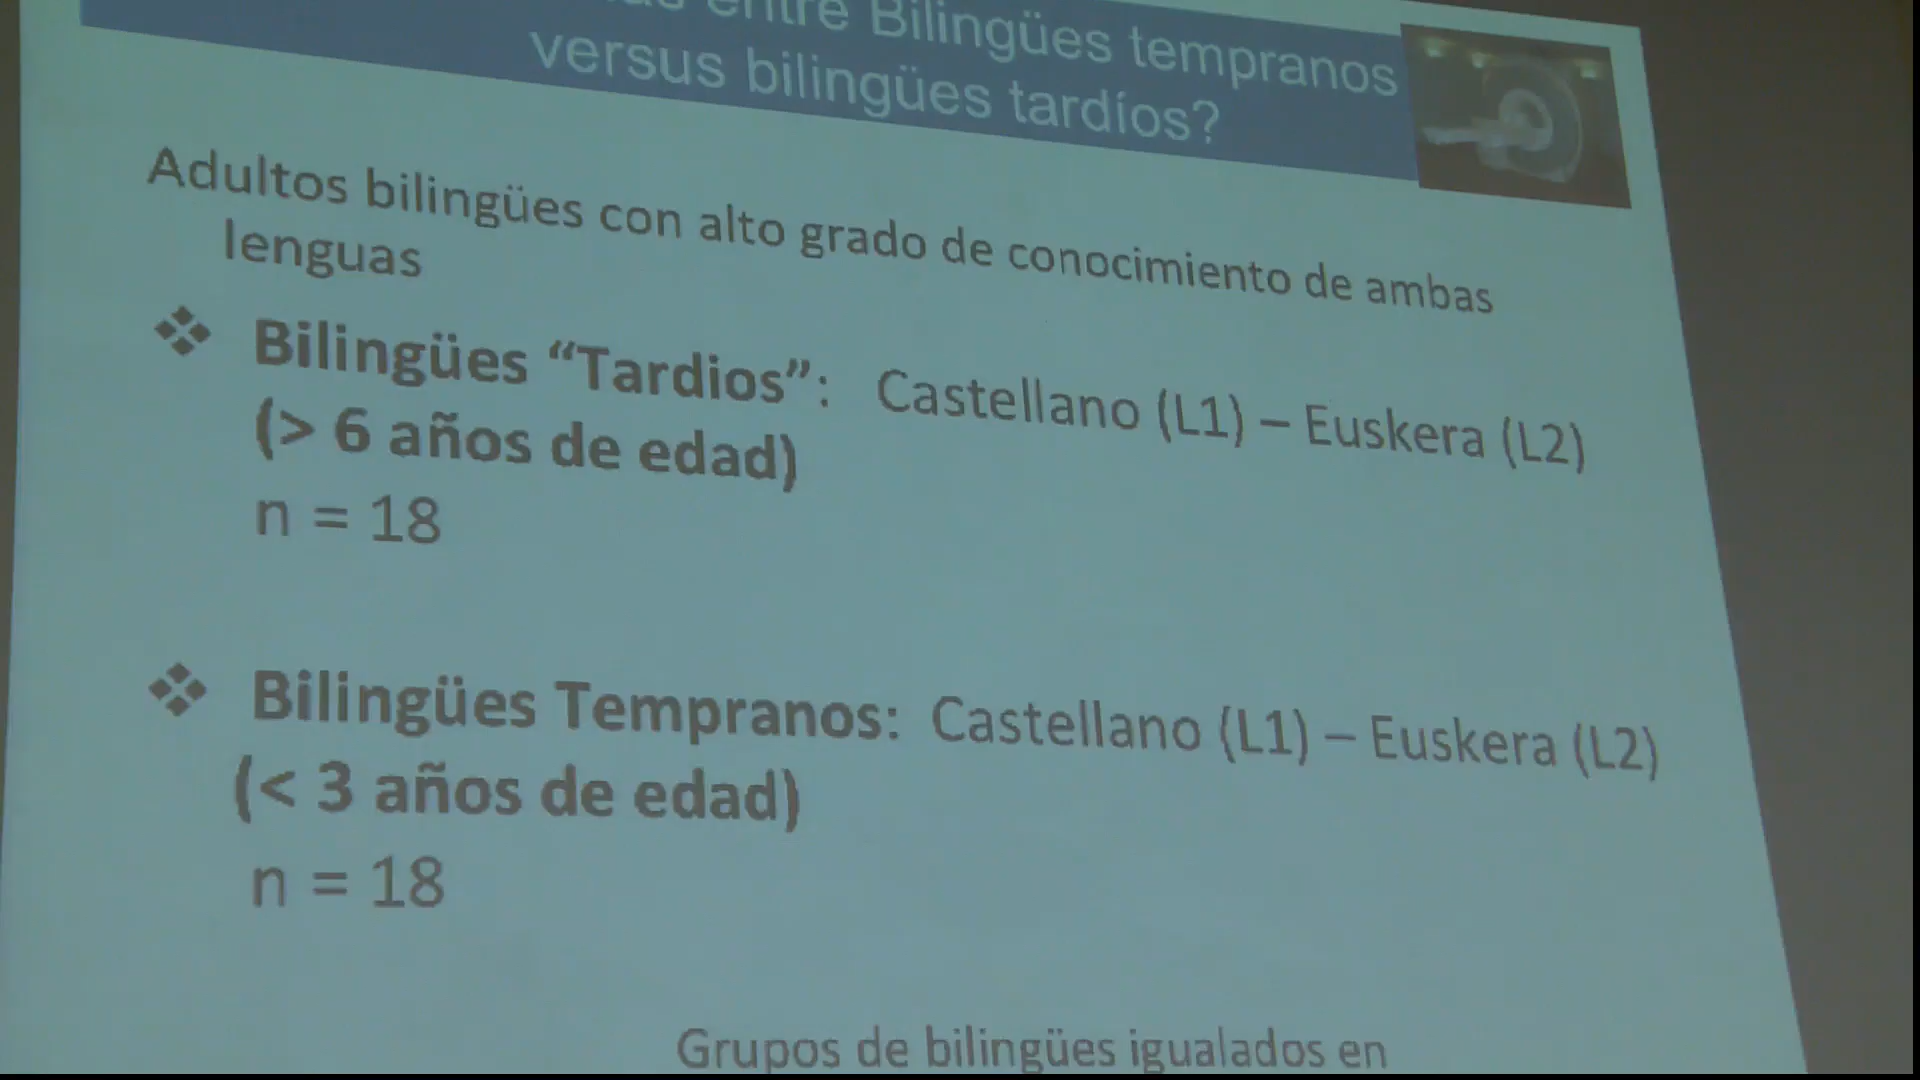 entre Bilingües tempranos
versus bilingües tardíos?
Adultos bilingües con alto grado de conocimiento de ambas
lenguas
❖ Bilingües “Tardios”: Castellano (L1) – Euskera (L2)
(> 6 años de edad)
n = 18
❖ Bilingües Tempranos: Castellano (L1) – Euskera (L2)
(< 3 años de edad)
n = 18
Grupos de bilingües igualados en